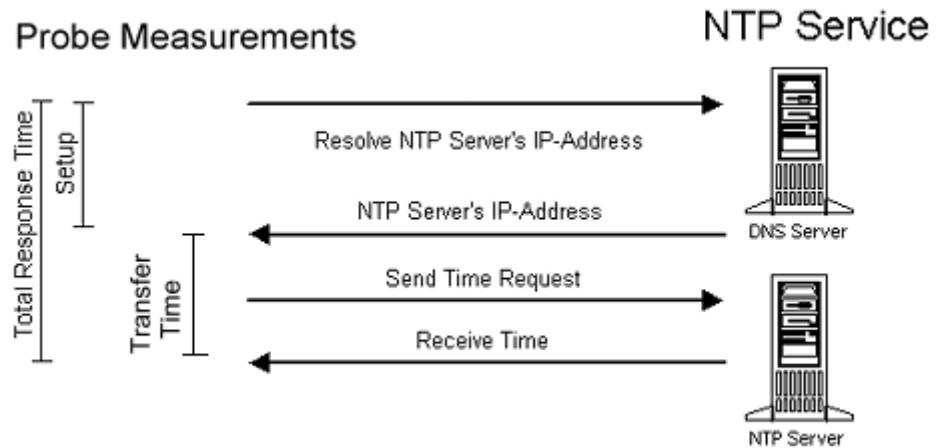 Probe Measurements
NTP Service
Total Response Time
Setup
Resolve NTP Server's IP-Address
NTP Server's IP-Address
DNS Server
Transfer
Time
Send Time Request
Receive Time
NTP Server